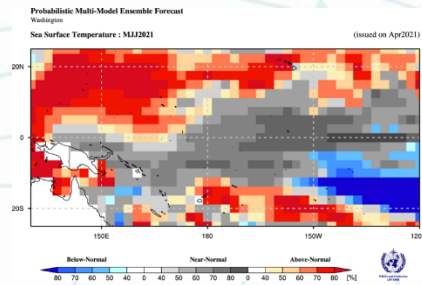 Probabilistic Multi-Model Ensemble Forecast
Washington
Sea Surface Temperature : MJJ2021 (issued on Apr2021)
20N
0
20S
150E 180 150W 120
Below-Normal Near-Normal Above-Normal
80 70 60 50 40 0 40 50 60 70 80 0 40 50 60 70 80 [%]